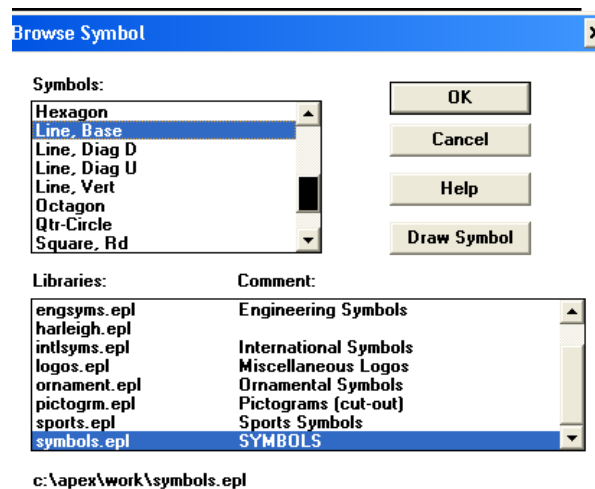 Browse Symbol
Symbols:
Hexagon
Line, Base
Line, Diag D
Line, Diag U
Line, Vert
Octagon
Qtr-Circle
Square, Rd
OK
Cancel
Help
Draw Symbol
Libraries: Comment:
engsyms.epl Engineering Symbols
harleigh.epl
intlsyms.epl International Symbols
logos.epl Miscellaneous Logos
ornament.epl Ornamental Symbols
pictogrm.epl Pictograms (cut-out)
sports.epl Sports Symbols
symbols.epl SYMBOLS
c:\apex\work\symbols.epl